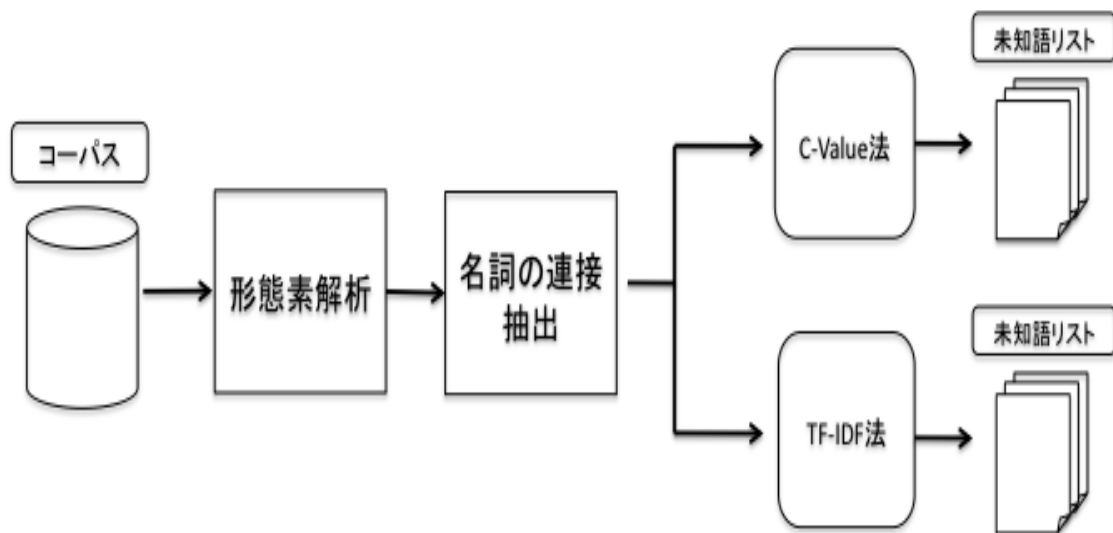 コーパス
形態素解析
名詞の連接
抽出
C-Value法
未知語リスト
TF-IDF法
未知語リスト